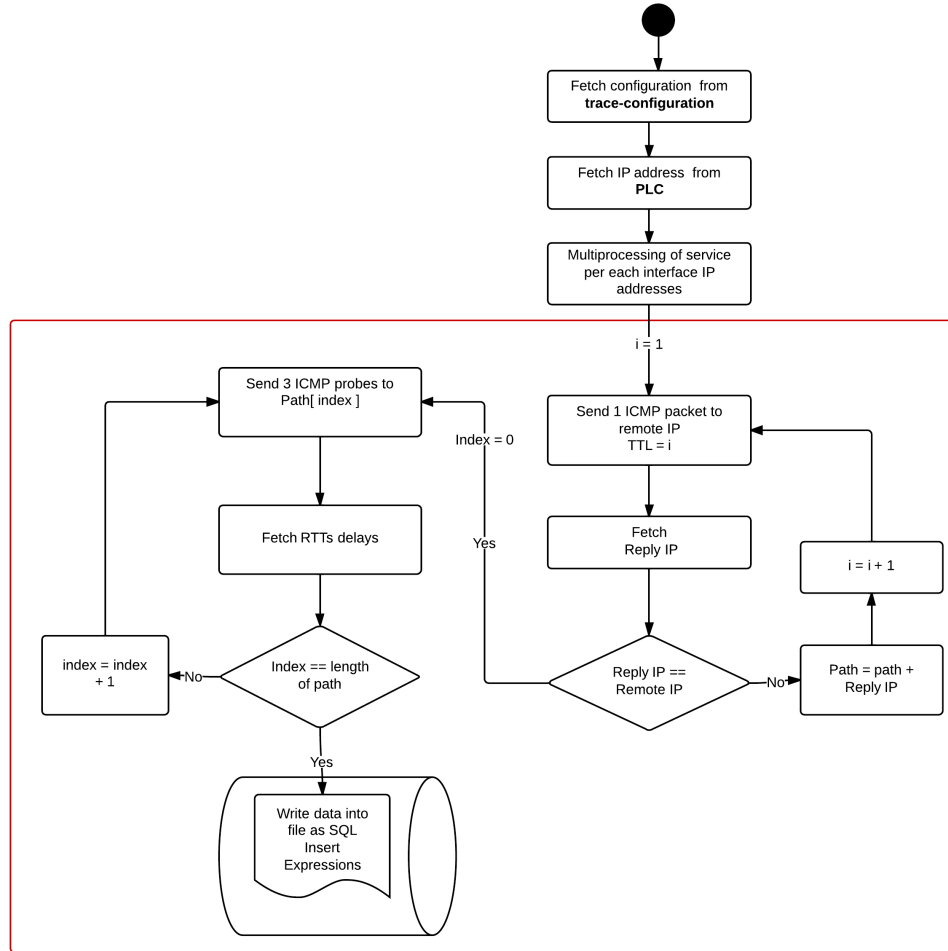 Fetch configuration from
trace-configuration
Fetch IP address from
PLC
Multiprocessing of service
per each interface IP
addresses
i = 1
Send 3 ICMP probes to
Path[ index ]
Send 1 ICMP packet to
remote IP
TTL = i
Index = 0
Fetch RTTs delays
Yes
Fetch
Reply IP
i = i + 1
index = index
+ 1
No
Index == length
of path
Reply IP ==
Remote IP
No
Path = path +
Reply IP
Yes
Write data into
file as SQL
Insert
Expressions